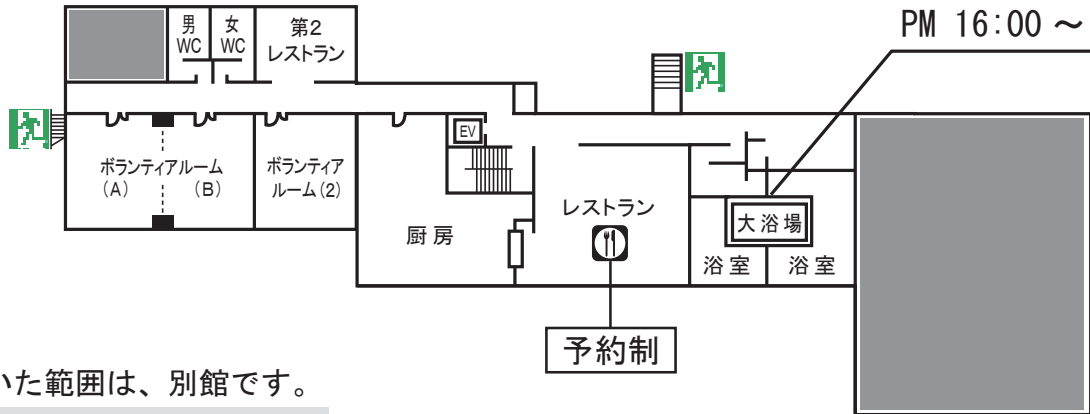 PM 16:00 ～
男
WC
女
WC
第2
レストラン
EV
ボランティアルーム
(A)
(B)
ボランティア
ルーム(2)
厨房
レストラン
大浴場
浴室
浴室
予約制
いた範囲は、別館です。